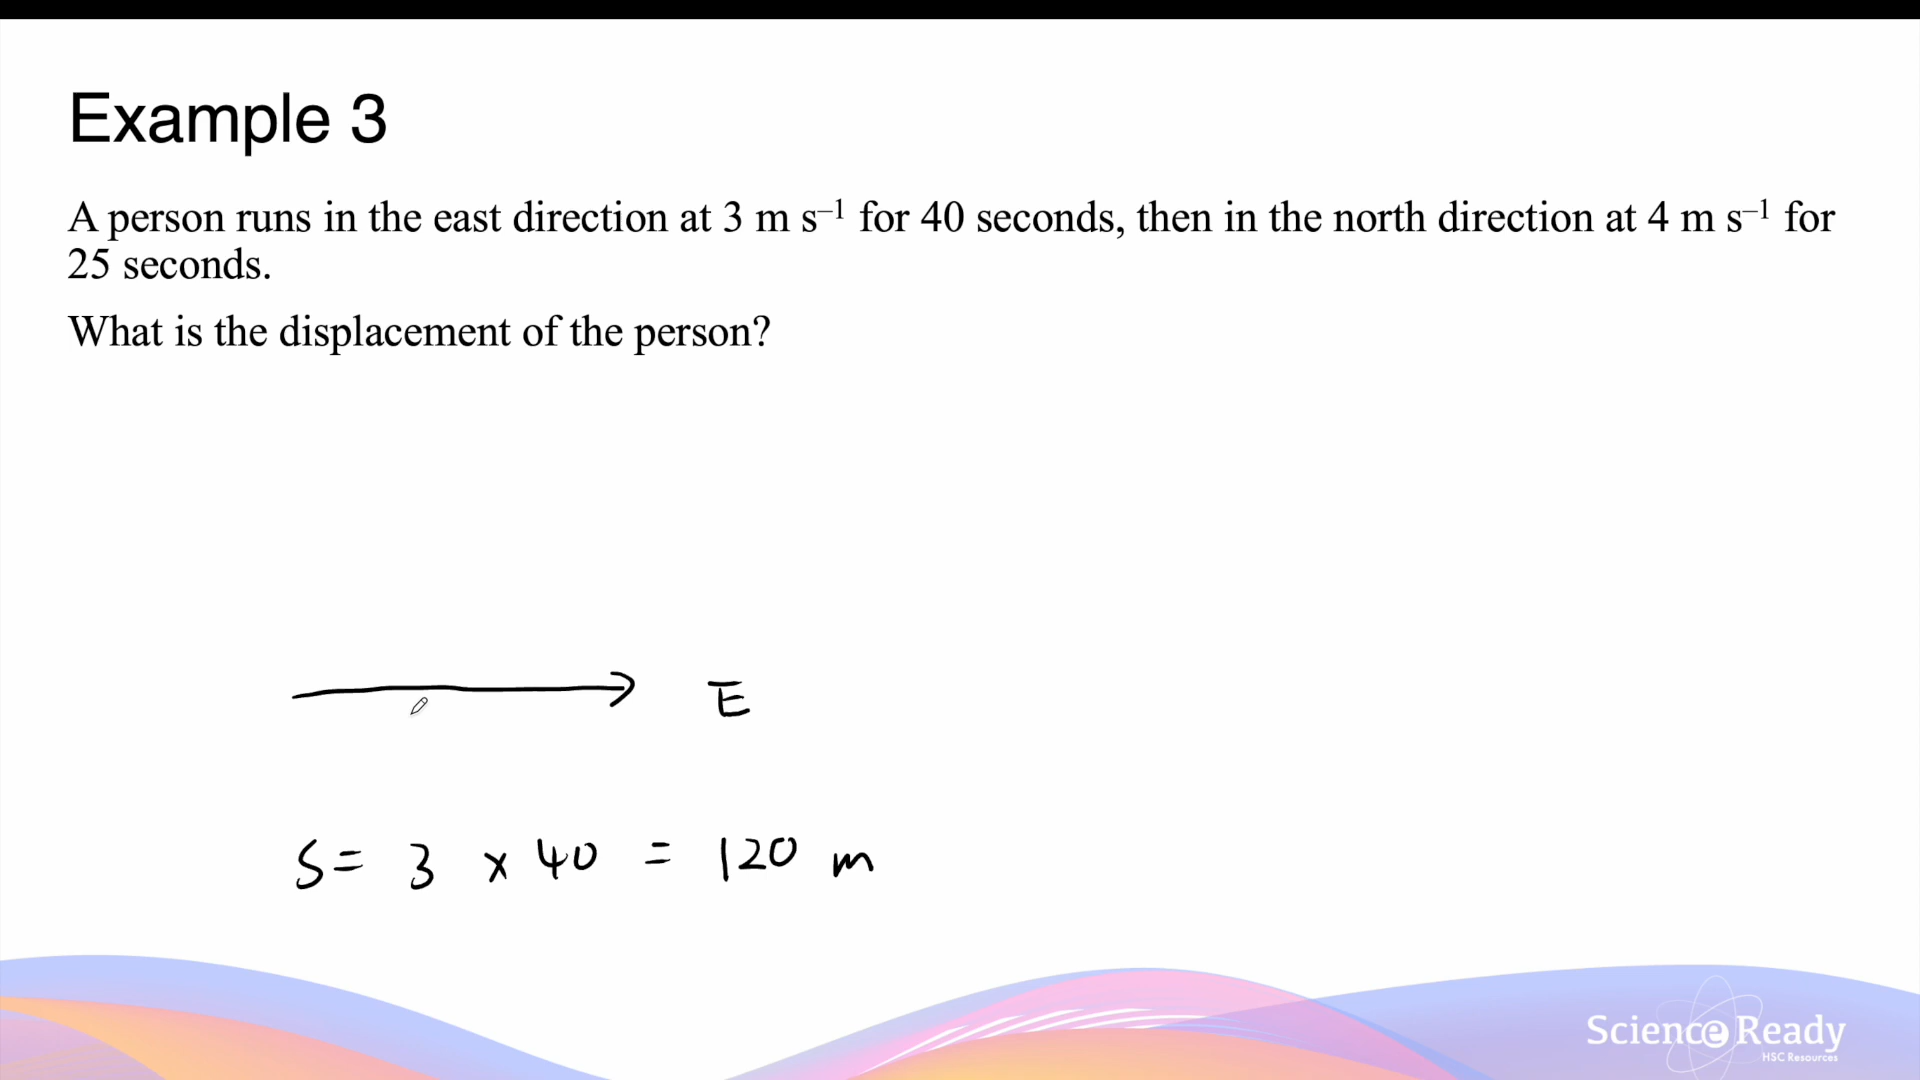 Example 3
A person runs in the east direction at 3 m s⁻¹ for 40 seconds, then in the north direction at 4 m s⁻¹ for
25 seconds.
What is the displacement of the person?
E
S = 3 × 40 = 120 m
Science Ready
HSC Resources